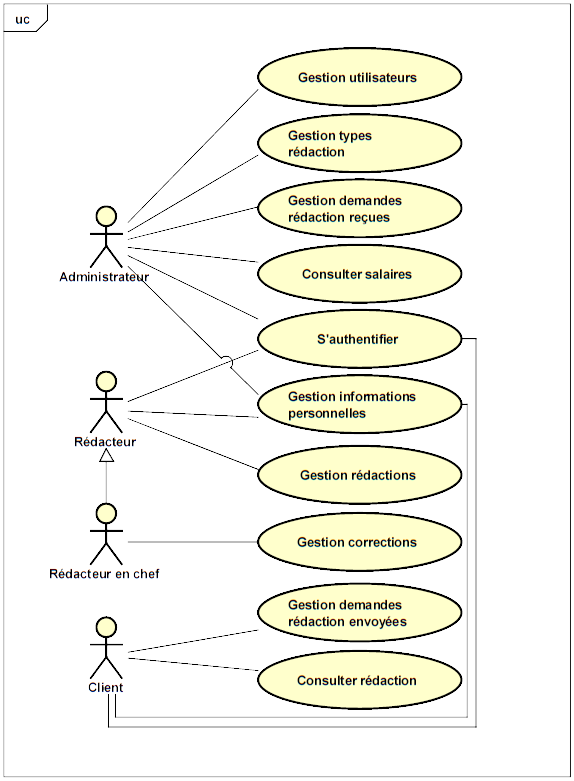 uc
Gestion utilisateurs
Gestion types
rédaction
Gestion demandes
rédaction reçues
Administrateur
Consulter salaires
S'authentifier
Gestion informations
personnelles
Rédacteur
Gestion rédactions
Gestion corrections
Rédacteur en chef
Gestion demandes
rédaction envoyées
Consulter rédaction
Client